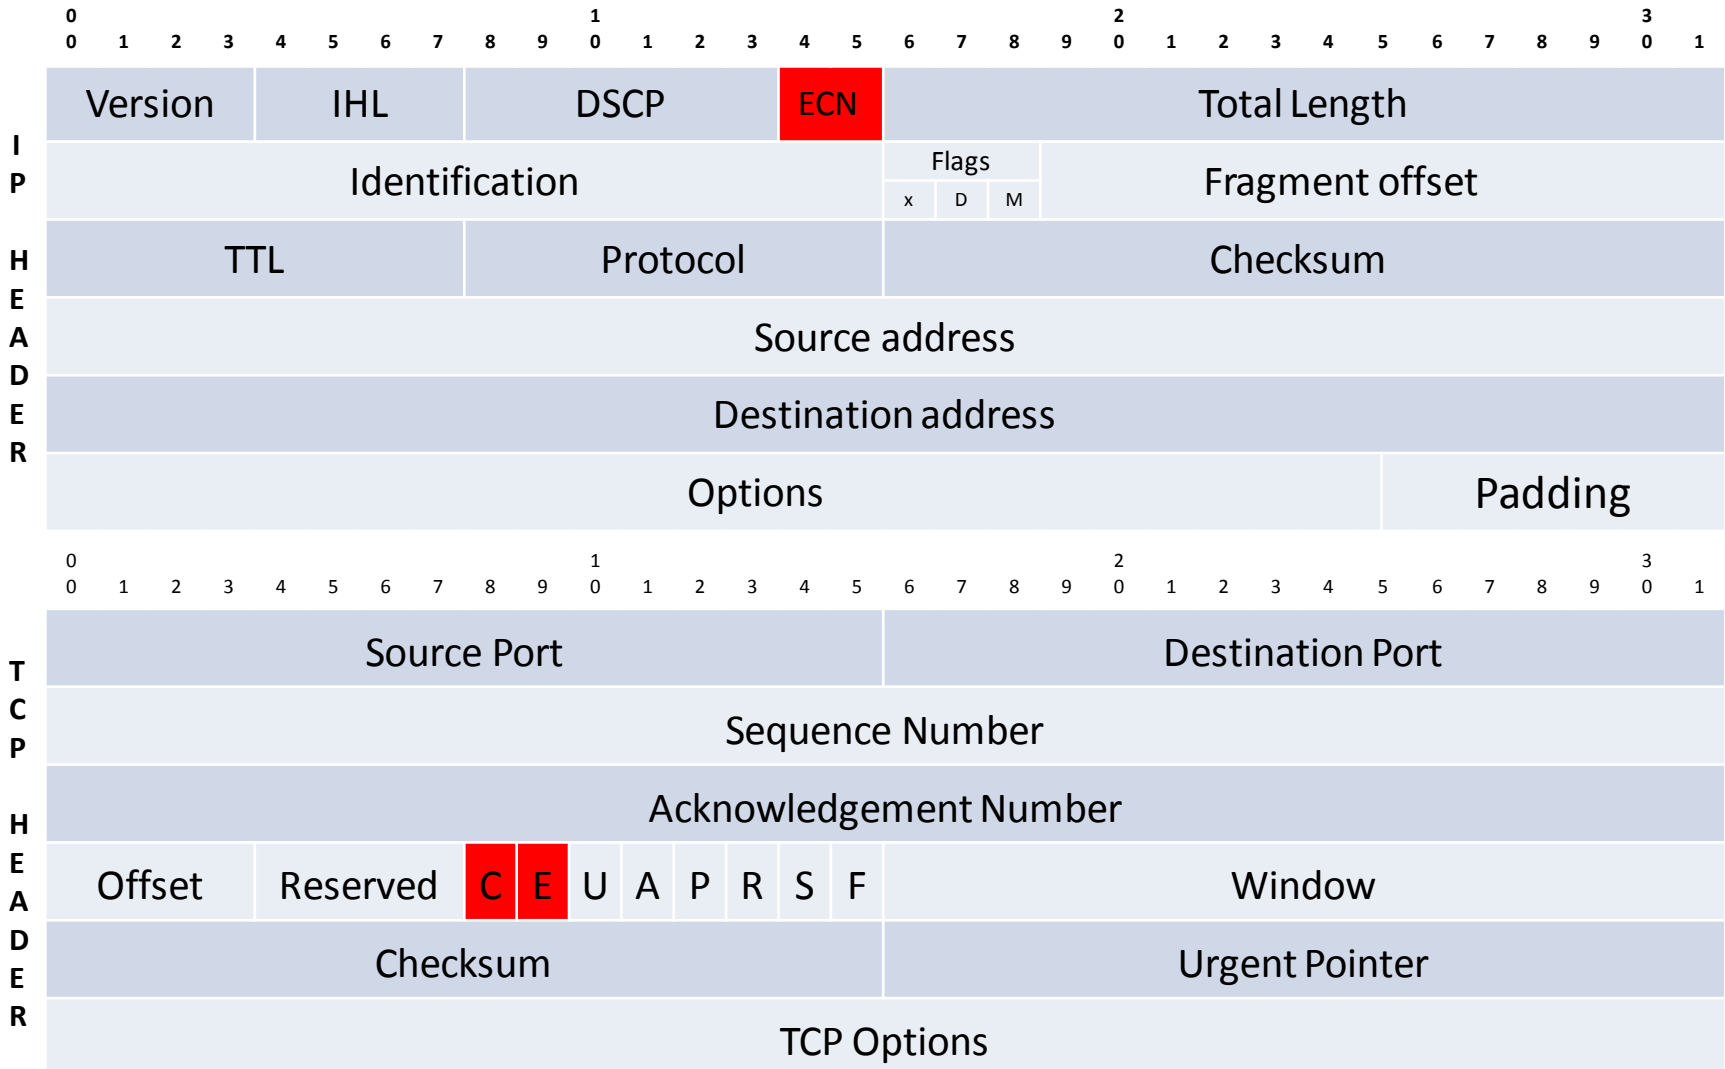 0 1 2 3
0 1 2 3 4 5 6 7 8 9 0 1 2 3 4 5 6 7 8 9 0 1 2 3 4 5 6 7 8 9 0 1
IP HEADER
Version IHL DSCP ECN Total Length
Identification Flags Fragment offset
x D M
TTL Protocol Checksum
Source address
Destination address
Options Padding
0 1 2 3
0 1 2 3 4 5 6 7 8 9 0 1 2 3 4 5 6 7 8 9 0 1 2 3 4 5 6 7 8 9 0 1
TCP HEADER
Source Port Destination Port
Sequence Number
Acknowledgement Number
Offset Reserved C E U A P R S F Window
Checksum Urgent Pointer
TCP Options